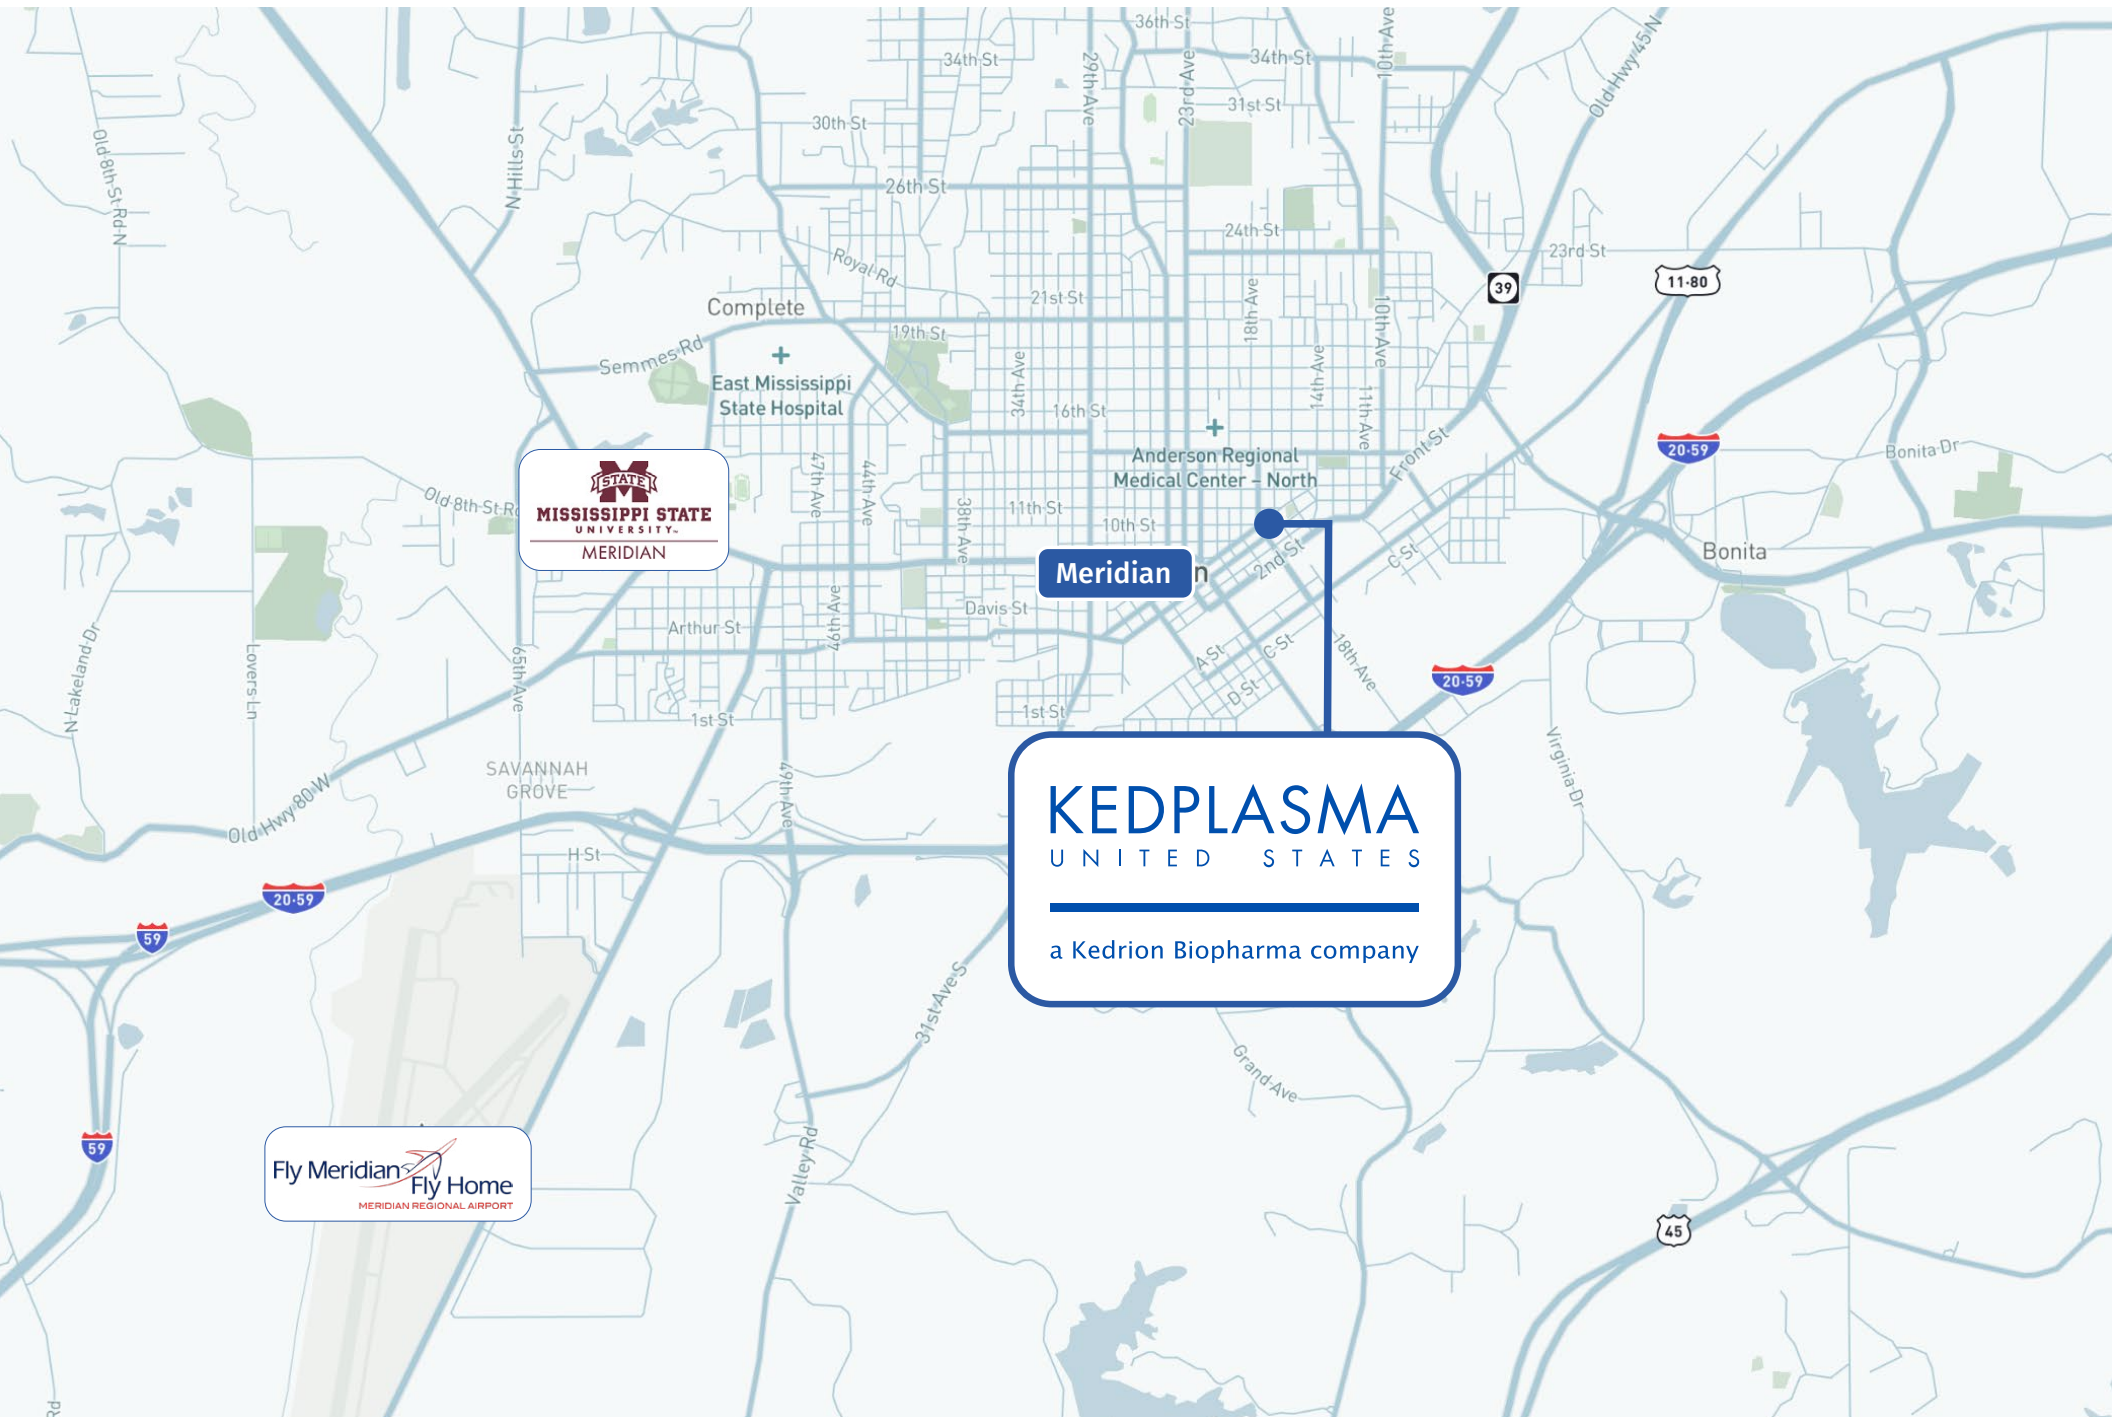 36th St
34th St
34th St
29th Ave
23rd Ave
10th Ave
Old Hwy 45 N
31st St
30th St
Old 8th St Rd N
N Hills St
26th St
24th St
23rd St
Royal Rd
39
11-80
21st St
18th Ave
10th Ave
Complete
19th St
Semmes Rd
East Mississippi
State Hospital
34th Ave
14th Ave
11th Ave
16th St
Anderson Regional
Medical Center – North
Front St
20-59
Bonita Dr
47th Ave
44th Ave
38th Ave
Old 8th St R
STATE
MISSISSIPPI STATE
UNIVERSITY™
MERIDIAN
11th St
10th St
2nd St
C St
Bonita
Meridian
n
Davis St
46th Ave
Arthur St
N Lakeland Dr
Lovers Ln
65th Ave
A St
C St
D St
18th Ave
20-59
1st St
1st St
Virginia Dr
SAVANNAH
GROVE
49th Ave
Old Hwy 80 W
H St
KEDPLASMA
UNITED STATES
a Kedrion Biopharma company
20-59
59
31st Ave S
Grand Ave
59
Valley Rd
Fly Meridian
Fly Home
MERIDIAN REGIONAL AIRPORT
45
Rd